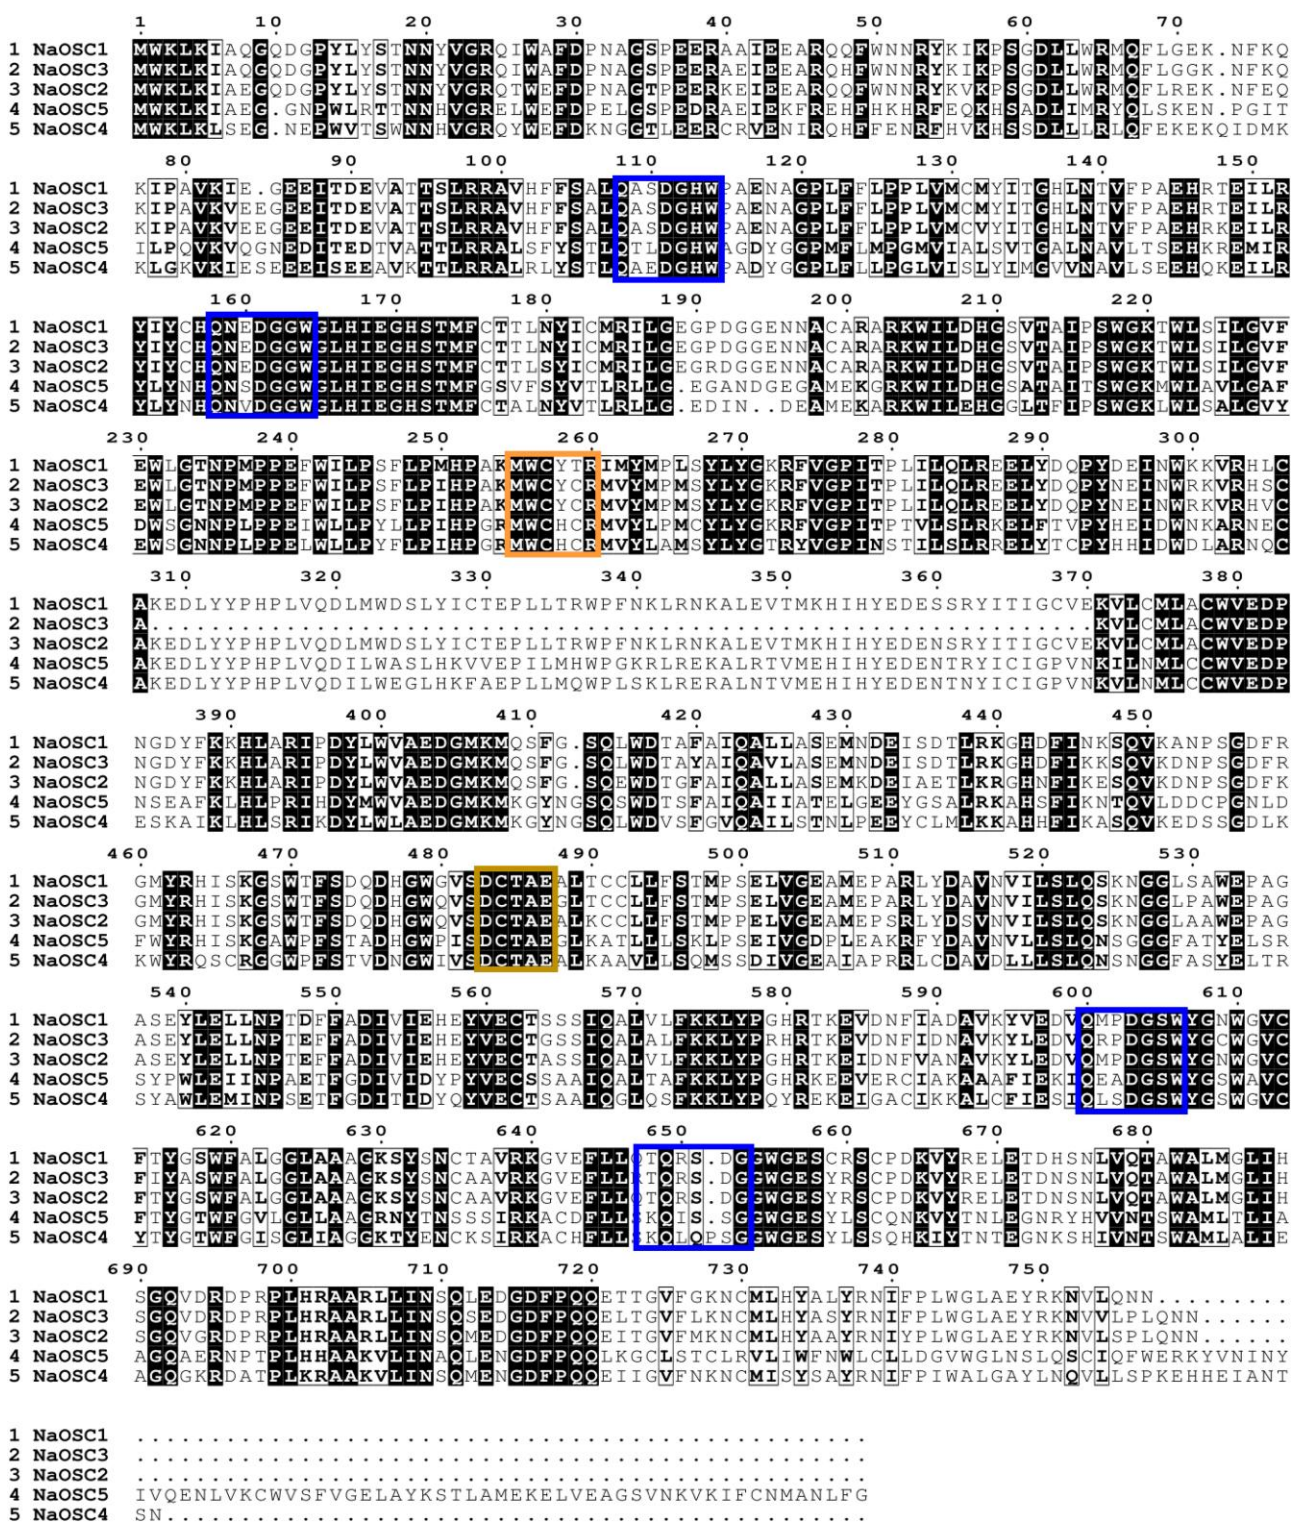 1 10 20 30 40 50 60 70
1 NaOSC1 MWKLKIAQGQDGPYLYSTNNYVGRQIWAFDPNAGSPEERAAIEEARQQFWNNRYKIKPSGDLLWRMQFLGEK.NFKQ
2 NaOSC3 MWKLKIAQGQDGPYLYSTNNYVGRQIWAFDPNAGSPEERAEIEEARQHFWNNRYKIKPSGDLLWRMQFLGGK.NFKQ
3 NaOSC2 MWKLKIAEGQDGPYLYSTNNYVGRQTWEFDPNAGTPEERKEIEEARQHFWNNRYKVKPSGDLLWRMQFLREK.NFEQ
4 NaOSC5 MWKLKIAEG.GNPWLRTTNNHVGRELWEFDPELGSPEDRAEIEKFREHFHKHRFEQKHSADLIMRYQLSKEN.PGIT
5 NaOSC4 MWKLKLSEG.NEPWVTSWNNHVGRQYWEFDKNGGTLEERCRVENIRQHFFENRFHVKHSSDLLLRLQFEKEKQIDMK
80 90 100 110 120 130 140 150
1 NaOSC1 KIPAVKIE.GEEITDEVATTSLRRAVHFFSALQASDGHWPAENAGPLFFLPPLVMCMYITGHLNTVFPAEHRTEILR
2 NaOSC3 KIPAVKVEEGEEITDEVATTSLRRAVHFFSALQASDGHWPAENAGPLFFLPPLVMCMYITGHLNTVFPAEHRTEILR
3 NaOSC2 KIPAVKVEEGEEITDEVATTSLRRAVHFFSALQASDGHWPAENAGPLFFLPPLVMCVYITGHLNTVFPAEHRKEILR
4 NaOSC5 ILPQVKVQGNEDITEDTVATTLRRALSFYSTLQTLDGHWAGDYGGPMFLMPGMVIALSVTGALNAVLTSEHKREMIR
5 NaOSC4 KLGKVKIESEEEISEEAVKTTLRRALRLYSTLQAEDGHWPADYGGPLFLLPGLVISLYIMGVVNAVLSEEHQKEILR
160 170 180 190 200 210 220
1 NaOSC1 YIYCHQNEDGGWGLHIEGHSTMFCTTLNYICMRILGEGPDGGENNACARARKWILDHGSVTAIPSWGKTWLSILGVF
2 NaOSC3 YIYCHQNEDGGWGLHIEGHSTMFCTTLNYICMRILGEGPDGGENNACARARKWILDHGSVTAIPSWGKTWLSILGVF
3 NaOSC2 YIYCHQNEDGGWGLHIEGHSTMFCTTLSYICMRILGEGRDGGENNACARARKWILDHGSVTAIPSWGKTWLSILGVF
4 NaOSC5 YLYNHQNSDGGWGLHIEGHSTMFGSVFSYVTLRLLG.EGANDGEGAMEKGRKWILDHGSATAITSWGKMWLAVLGAF
5 NaOSC4 YLYNHQNVDGGWGLHIEGHSTMFCTALNYVTLRLLG.EDIN..DEAMEKARKWILEHGGLTFIPSWGKLWLSALGVY
230 240 250 260 270 280 290 300
1 NaOSC1 EWLGTNPMPPEFWILPSFLPMHPAKMWCYTRIMYMPLSYLYGKRFVGPITPLILQLREELYDQPYDEINWKKVRHLC
2 NaOSC3 EWLGTNPMPPEFWILPSFLPIHPAKMWCYCRMVYMPMSYLYGKRFVGPITPLILQLREELYDQPYNEINWRKVRHSC
3 NaOSC2 EWLGTNPMPPEFWILPSFLPIHPAKMWCYCRMVYMPMSYLYGKRFVGPITPLILQLREELYDQPYNEINWRKVRHVC
4 NaOSC5 DWSGNNPLPPEIWLLPYLLPIHPGRMWCHCRMVYLPMCYLYGKRFVGPITPTVLSLRKELFTVPYHEIDWNKARNEC
5 NaOSC4 EWSGNNPLPPELWLLPYFLPIHPGRMWCHCRMVYLAMSYLYGTRYVGPINSTILSLRRELYTCPYHHIDWDLARNQC
310 320 330 340 350 360 370 380
1 NaOSC1 AKEDLYYPHPLVQDLMWDSLYICTEPLLTRWPFNKLRNKALEVTMKHIHYEDESSRYITIGCVEKVLCMLACWVEDP
2 NaOSC3 A................................................................KVLCMLACWVEDP
3 NaOSC2 AKEDLYYPHPLVQDLMWDSLYICTEPLLTRWPFNKLRNKALEVTMKHIHYEDENSRYITIGCVEKVLCMLACWVEDP
4 NaOSC5 AKEDLYYPHPLVQDILWASLHKVVEPILMHWPGKRLREKALRTVMEHIHYEDENTRYICIGPVNKILNMLCCWVEDP
5 NaOSC4 AKEDLYYPHPLVQDILWEGLHKFAEPLLMQWPLSKLRERALNTVMEHIHYEDENTNYICIGPVNKVLNMLCCWVEDP
390 400 410 420 430 440 450
1 NaOSC1 NGDYFKKHLARIPDYLWVAEDGMKMQSFG.SQLWDTAFAIQALLASEMNDEISDTLRKGHDFINKSQVKANPSGDFR
2 NaOSC3 NGDYFKKHLARIPDYLWVAEDGMKMQSFG.SQLWDTAYAIQAVLASEMNDEISDTLRKGHDFIKKSQVKDNPSGDFR
3 NaOSC2 NGDYFKKHLARIPDYLWVAEDGMKMQSFG.SQEWDTGFAIQALLASEMNDEIAETLKRGHNFIKESQVKDNPSGDFK
4 NaOSC5 NSEAFKLHLPRIHDYMWVAEDGMKMKGYNGSQSWDTSFAIQAIIATELGEEYGSALRKAHSFIKNTQVLDDCPGNLD
5 NaOSC4 ESKAIKLHLSRIKDYLWLAEDGMKMKGYNGSQLWDVSFGVQAILSTNLPEEYCLMLKKAHHFIKASQVKEDSSGDLK
460 470 480 490 500 510 520 530
1 NaOSC1 GMYRHISKGSWTFSDQDHGWGVSDCTAEALTCCLLFSTMPSELVGEAMEPARLYDAVNVILSLQSKNGGLSAWEPAG
2 NaOSC3 GMYRHISKGSWTFSDQDHGWQVSDCTAEGLTCCLLFSTMPSELVGEAMEPARLYDAVNVILSLQSKNGGLPAWEPAG
3 NaOSC2 GMYRHISKGSWTFSDQDHGWQVSDCTAEALKCCLLFSTMPPELVGEAMEPSRLYDSVNVILSLQSKNGGLAAWEPAG
4 NaOSC5 FWYRHISKGAWPFSTADHGWPISDCTAEGLKATLLLSKLPSEIVGDPLEAKRFYDAVNVLLSLQNSGGGFATYELSR
5 NaOSC4 KWYRQSCRGGWPFSTVDNGWIVSDCTAEALKAAVLLSQMSSDIVGEAIAPRRLCDAVDLLLSLQNSNGGFASYELTR
540 550 560 570 580 590 600 610
1 NaOSC1 ASEYLELLNPTDFFADIVIEHEYVECTSSSIQALVLFKKLYPGHRTKEVDNFIADAVKYVEDVQMPDGSWYGNWGVC
2 NaOSC3 ASEYLELLNPTEFFADIVIEHEYVECTGSSIQALVLFKKLYPRHRTKEVDNFIDNAVKYLEDVQRPDGSWYGCWGVC
3 NaOSC2 ASEYLELLNPTEFFADIVIEHEYVECTASSIQALVLFKKLYPGHRTKEIDNFVANAVKYLEDVQMPDGSWYGNWGVC
4 NaOSC5 SYPWLEIINPAETFGDIVIDYPYVECSSAAIQALTAFKKLYPGHRKEEVERCIAKAAAFIEKIQEADGSWYGSWAVC
5 NaOSC4 SYAWLEMINPSETFGDITIDYQYVECTSAAIQGLQSFKKLYPQYREKEIGACIKKALCFIESIQLSDGSWYGSWGVC
620 630 640 650 660 670 680
1 NaOSC1 FTYGSWFALGGLAAAGKSYSNCTAVRKGVEFLLQTQRS.DGGWGESCRSCPDKVYRELETDHSNLVQTAWALMGLIH
2 NaOSC3 FIYASWFALGGLAAAGKSYSNCAAVRKGVEFLLRTQRS.DGGWGESYRSCPDKVYRELETDNSNLVQTAWALMGLIH
3 NaOSC2 FTYGSWFALGGLAAAGKSYSNCAAVRKGVEFLLQTQRS.DGGWGESYRSCPDKVYRELETDNSNLVQTAWALMGLIH
4 NaOSC5 FTYGTWFGVLGLLAAGRNYTNSSSIRKACDFLLSKQIS.SGGWGESYLSCQNKVYTNLEGNRYHVVNTSWAMLTLIA
5 NaOSC4 YTYGTWFGISGLIAGGKTYENCKSIRKACHFLLSKQLQPSGGWGESYLSSQHKIYTNTEGNKSHIVNTSWAMLALIE
690 700 710 720 730 740 750
1 NaOSC1 SGQVDRDPRPLHRAARLLINSQLEDGDFPQQETTGVFGKNCMLHYALYRNIFPLWGLAEYRKNVLQNN.........
2 NaOSC3 SGQVDRDPRPLHRAARLLINSQSEDGDFPQQELTGVFLKNCMLHYASYRNIFPLWGLAEYRKNVLPLQNN.......
3 NaOSC2 SGQVGRDPRPLHRAARLLINSQLEDGDFPQQEITGVFMKNCMLHYAAYRNIYPLWGLAEYRKNVLSPLQNN......
4 NaOSC5 AGQAERNPTPLHHAAKVLINAQLENGDFPQQLKGCLSTCLRVLIWFNWLCLLDGVWGLNSLQSCIQFWERKYVNINY
5 NaOSC4 AGQGKRDATPLKRAAKVLINSQMENGDFPQQEIIGVFNKNCMISYSAYRNIFPIWALGAYLNQVLLSPKEHHEIANT
1 NaOSC1 .................................................
2 NaOSC3 .................................................
3 NaOSC2 .................................................
4 NaOSC5 IVQENLVKCWVSFVGELAYKSTLAMEKELVEAGSVNKVKIFCNMANLFG
5 NaOSC4 SN...............................................